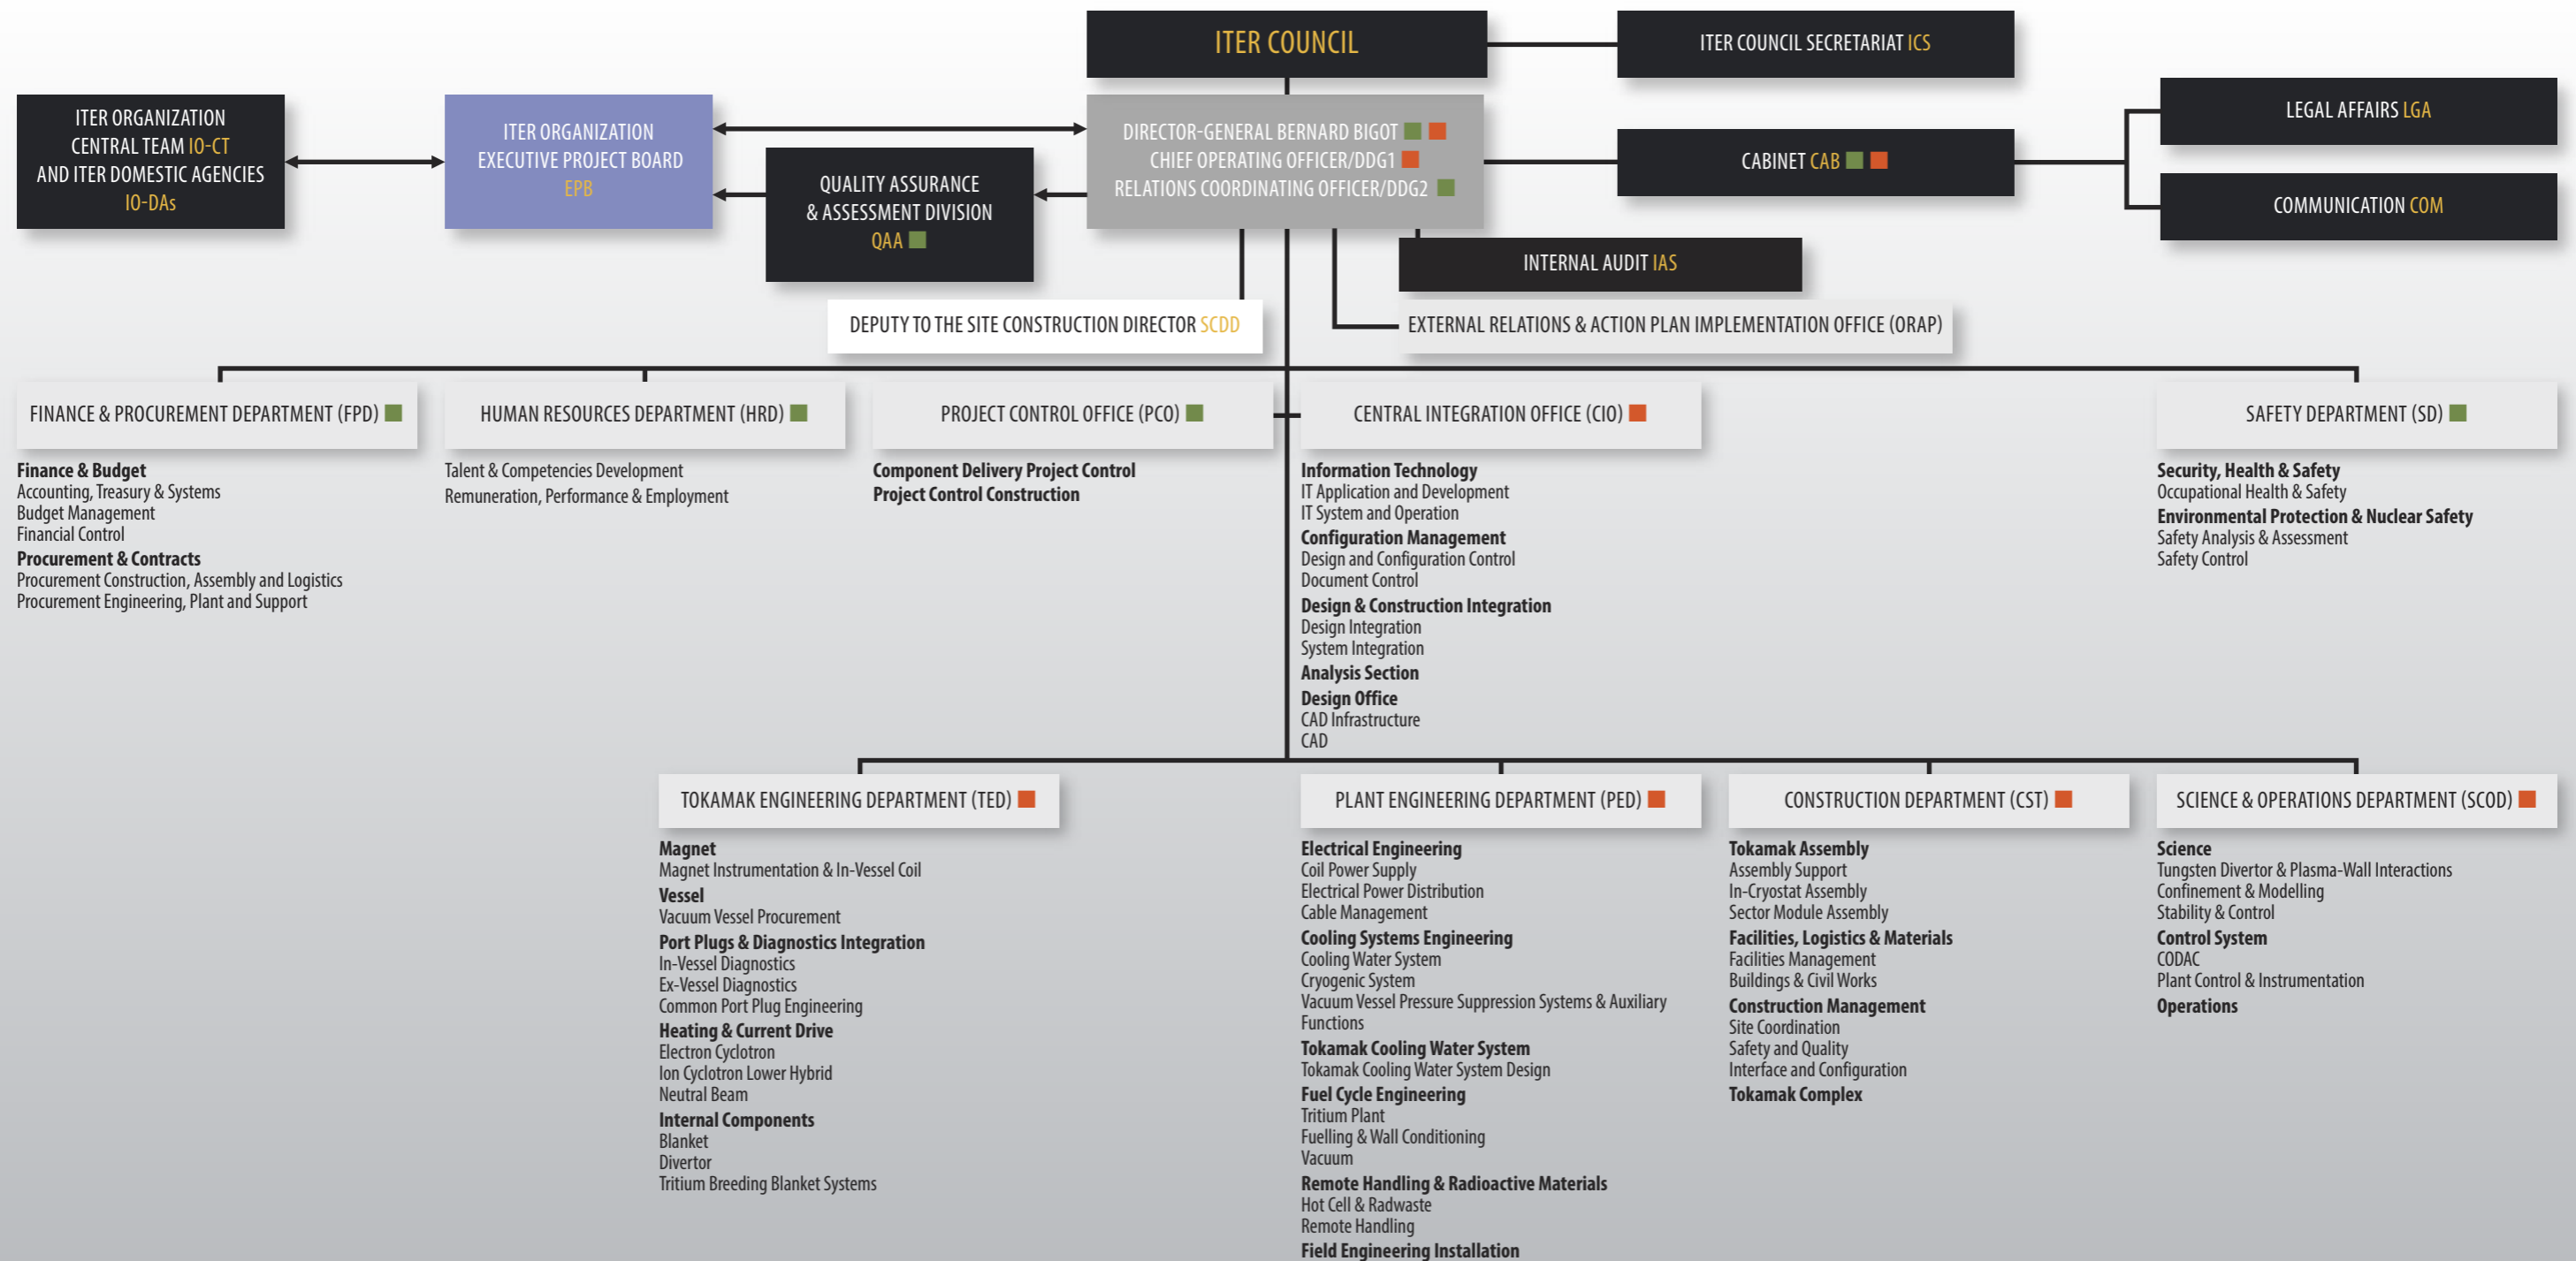 ITER COUNCIL
ITER COUNCIL SECRETARIAT ICS
ITER ORGANIZATION
CENTRAL TEAM IO-CT
AND ITER DOMESTIC AGENCIES
IO-DAs
ITER ORGANIZATION
EXECUTIVE PROJECT BOARD
EPB
QUALITY ASSURANCE
& ASSESSMENT DIVISION
QAA
DIRECTOR-GENERAL BERNARD BIGOT
CHIEF OPERATING OFFICER/DDG1
RELATIONS COORDINATING OFFICER/DDG2
CABINET CAB
LEGAL AFFAIRS LGA
COMMUNICATION COM
INTERNAL AUDIT IAS
DEPUTY TO THE SITE CONSTRUCTION DIRECTOR SCDD
EXTERNAL RELATIONS & ACTION PLAN IMPLEMENTATION OFFICE (ORAP)
FINANCE & PROCUREMENT DEPARTMENT (FPD)
Finance & Budget
Accounting, Treasury & Systems
Budget Management
Financial Control
Procurement & Contracts
Procurement Construction, Assembly and Logistics
Procurement Engineering, Plant and Support
HUMAN RESOURCES DEPARTMENT (HRD)
Talent & Competencies Development
Remuneration, Performance & Employment
PROJECT CONTROL OFFICE (PCO)
Component Delivery Project Control
Project Control Construction
CENTRAL INTEGRATION OFFICE (CIO)
Information Technology
IT Application and Development
IT System and Operation
Configuration Management
Design and Configuration Control
Document Control
Design & Construction Integration
Design Integration
System Integration
Analysis Section
Design Office
CAD Infrastructure
CAD
SAFETY DEPARTMENT (SD)
Security, Health & Safety
Occupational Health & Safety
Environmental Protection & Nuclear Safety
Safety Analysis & Assessment
Safety Control
TOKAMAK ENGINEERING DEPARTMENT (TED)
Magnet
Magnet Instrumentation & In-Vessel Coil
Vessel
Vacuum Vessel Procurement
Port Plugs & Diagnostics Integration
In-Vessel Diagnostics
Ex-Vessel Diagnostics
Common Port Plug Engineering
Heating & Current Drive
Electron Cyclotron
Ion Cyclotron Lower Hybrid
Neutral Beam
Internal Components
Blanket
Divertor
Tritium Breeding Blanket Systems
PLANT ENGINEERING DEPARTMENT (PED)
Electrical Engineering
Coil Power Supply
Electrical Power Distribution
Cable Management
Cooling Systems Engineering
Cooling Water System
Cryogenic System
Vacuum Vessel Pressure Suppression Systems & Auxiliary
Functions
Tokamak Cooling Water System
Tokamak Cooling Water System Design
Fuel Cycle Engineering
Tritium Plant
Fuelling & Wall Conditioning
Vacuum
Remote Handling & Radioactive Materials
Hot Cell & Radwaste
Remote Handling
Field Engineering Installation
CONSTRUCTION DEPARTMENT (CST)
Tokamak Assembly
Assembly Support
In-Cryostat Assembly
Sector Module Assembly
Facilities, Logistics & Materials
Facilities Management
Buildings & Civil Works
Construction Management
Site Coordination
Safety and Quality
Interface and Configuration
Tokamak Complex
SCIENCE & OPERATIONS DEPARTMENT (SCOD)
Science
Tungsten Divertor & Plasma-Wall Interactions
Confinement & Modelling
Stability & Control
Control System
CODAC
Plant Control & Instrumentation
Operations